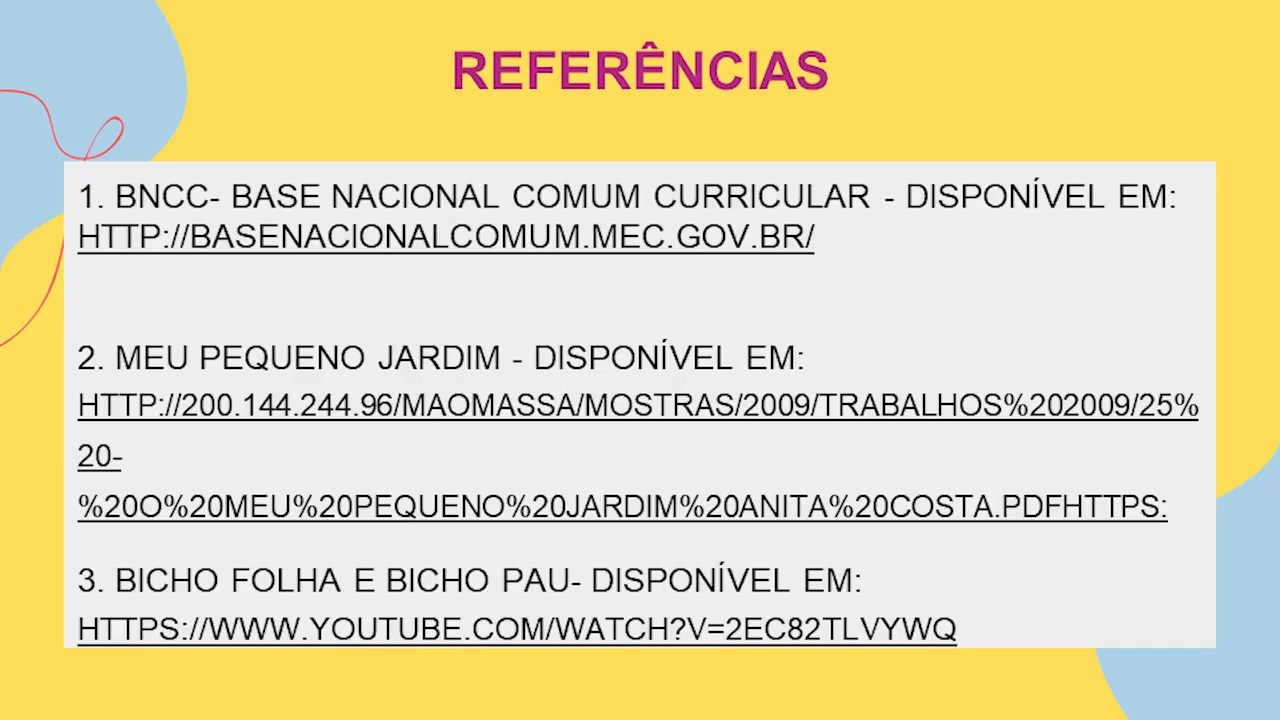 REFERÊNCIAS
1. BNCC- BASE NACIONAL COMUM CURRICULAR - DISPONÍVEL EM:
HTTP://BASENACIONALCOMUM.MEC.GOV.BR/
2. MEU PEQUENO JARDIM - DISPONÍVEL EM:
HTTP://200.144.244.96/MAOMASSA/MOSTRAS/2009/TRABALHOS%202009/25%
20-
%20O%20MEU%20PEQUENO%20JARDIM%20ANITA%20COSTA.PDFHTTPS:
3. BICHO FOLHA E BICHO PAU- DISPONÍVEL EM:
HTTPS://WWW.YOUTUBE.COM/WATCH?V=2EC82TLVYWQ